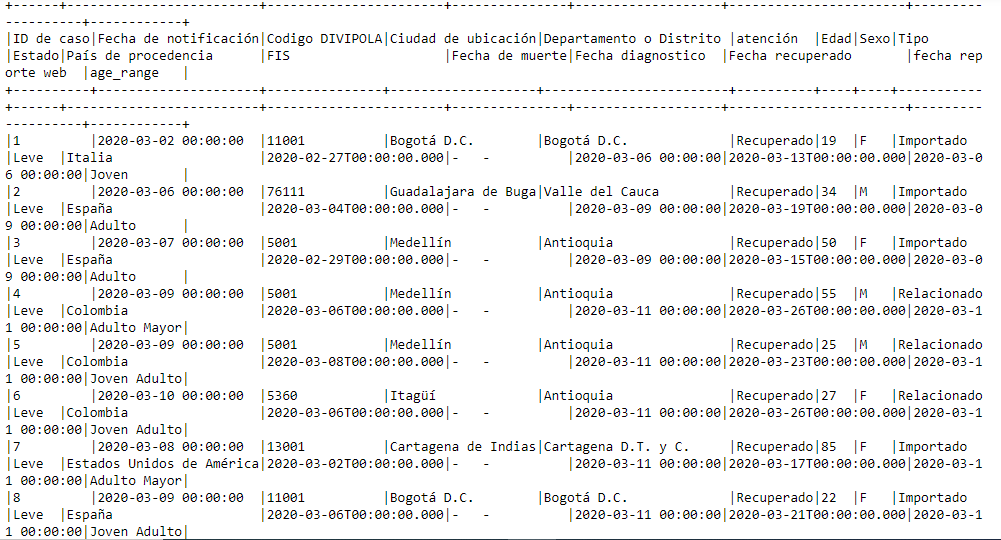 +------+-------------------------+-----------------------+---------------------+---------------+-----------------------+---------
----------+------------+
|ID de caso|Fecha de notificación|Codigo DIVIPOLA|Ciudad de ubicación|Departamento o Distrito |atención  |Edad|Sexo|Tipo
|Estado|País de procedencia      |FIS                    |Fecha de muerte|Fecha diagnostico  |Fecha recuperado       |fecha rep
orte web  |age_range   |
+----------+---------------------+---------------+-------------------+------------------------+----------+----+----+-----------
+------+-------------------------+-----------------------+---------------+-------------------+-----------------------+---------
----------+------------+
|1         |2020-03-02 00:00:00  |11001          |Bogotá D.C.        |Bogotá D.C.             |Recuperado|19  |F   |Importado
|Leve  |Italia                   |2020-02-27T00:00:00.000|-   -          |2020-03-06 00:00:00|2020-03-13T00:00:00.000|2020-03-0
6 00:00:00|Joven       |
|2         |2020-03-06 00:00:00  |76111          |Guadalajara de Buga|Valle del Cauca         |Recuperado|34  |M   |Importado
|Leve  |España                   |2020-03-04T00:00:00.000|-   -          |2020-03-09 00:00:00|2020-03-19T00:00:00.000|2020-03-0
9 00:00:00|Adulto      |
|3         |2020-03-07 00:00:00  |5001           |Medellín           |Antioquia               |Recuperado|50  |F   |Importado
|Leve  |España                   |2020-02-29T00:00:00.000|-   -          |2020-03-09 00:00:00|2020-03-15T00:00:00.000|2020-03-0
9 00:00:00|Adulto      |
|4         |2020-03-09 00:00:00  |5001           |Medellín           |Antioquia               |Recuperado|55  |M   |Relacionado
|Leve  |Colombia                 |2020-03-06T00:00:00.000|-   -          |2020-03-11 00:00:00|2020-03-26T00:00:00.000|2020-03-1
1 00:00:00|Adulto Mayor|
|5         |2020-03-09 00:00:00  |5001           |Medellín           |Antioquia               |Recuperado|25  |M   |Relacionado
|Leve  |Colombia                 |2020-03-08T00:00:00.000|-   -          |2020-03-11 00:00:00|2020-03-23T00:00:00.000|2020-03-1
1 00:00:00|Joven Adulto|
|6         |2020-03-10 00:00:00  |5360           |Itagüí             |Antioquia               |Recuperado|27  |F   |Relacionado
|Leve  |Colombia                 |2020-03-06T00:00:00.000|-   -          |2020-03-11 00:00:00|2020-03-26T00:00:00.000|2020-03-1
1 00:00:00|Joven Adulto|
|7         |2020-03-08 00:00:00  |13001          |Cartagena de Indias|Cartagena D.T. y C.     |Recuperado|85  |F   |Importado
|Leve  |Estados Unidos de América|2020-03-02T00:00:00.000|-   -          |2020-03-11 00:00:00|2020-03-17T00:00:00.000|2020-03-1
1 00:00:00|Adulto Mayor|
|8         |2020-03-09 00:00:00  |11001          |Bogotá D.C.        |Bogotá D.C.             |Recuperado|22  |F   |Importado
|Leve  |España                   |2020-03-06T00:00:00.000|-   -          |2020-03-11 00:00:00|2020-03-21T00:00:00.000|2020-03-1
1 00:00:00|Joven Adulto|